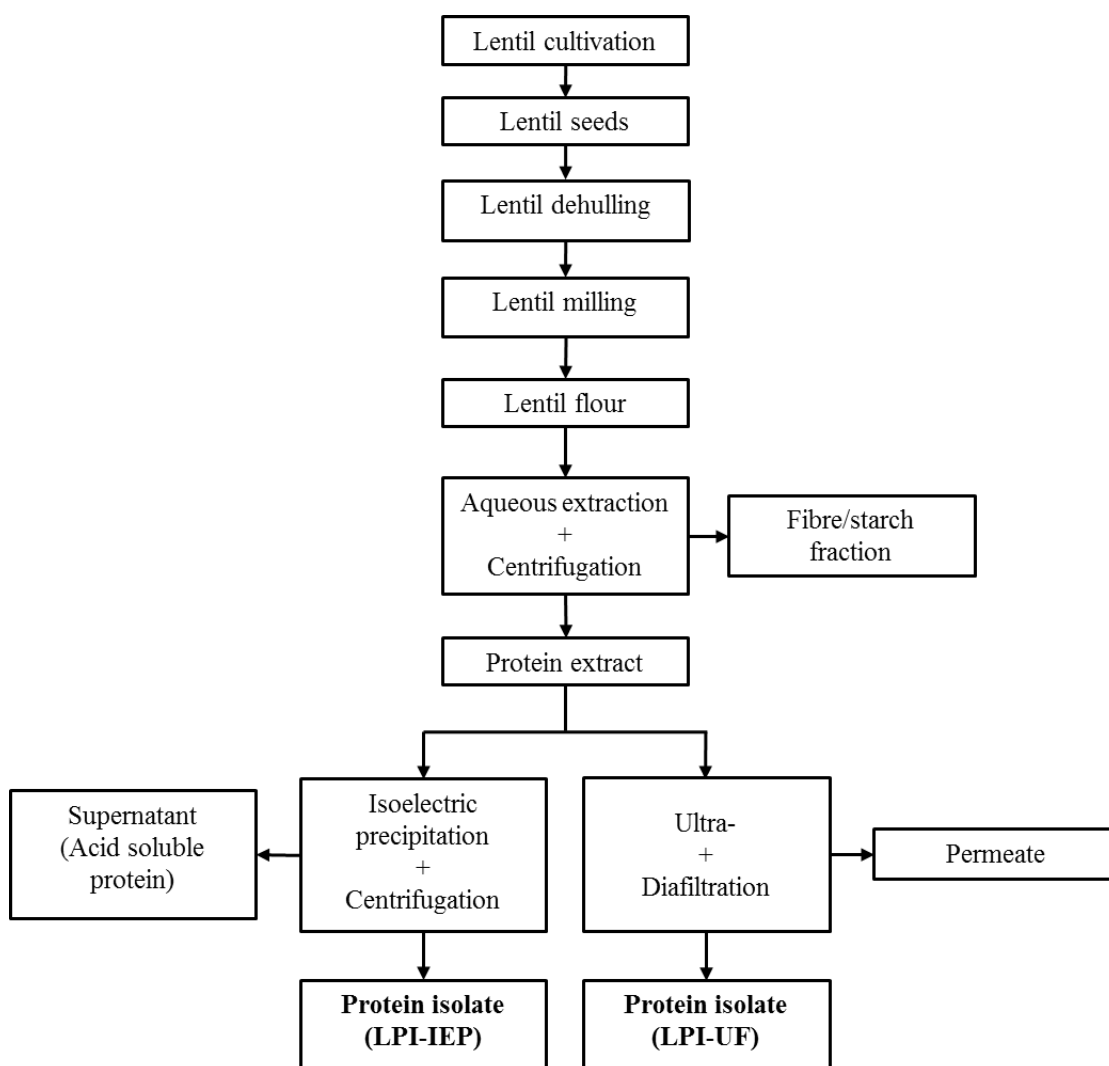 Lentil cultivation
Lentil seeds
Lentil dehulling
Lentil milling
Lentil flour
Aqueous extraction
+
Centrifugation
Fibre/starch
fraction
Protein extract
Supernatant
(Acid soluble
protein)
Isoelectric
precipitation
+
Centrifugation
Ultra-
+
Diafiltration
Permeate
Protein isolate
(LPI-IEP)
Protein isolate
(LPI-UF)